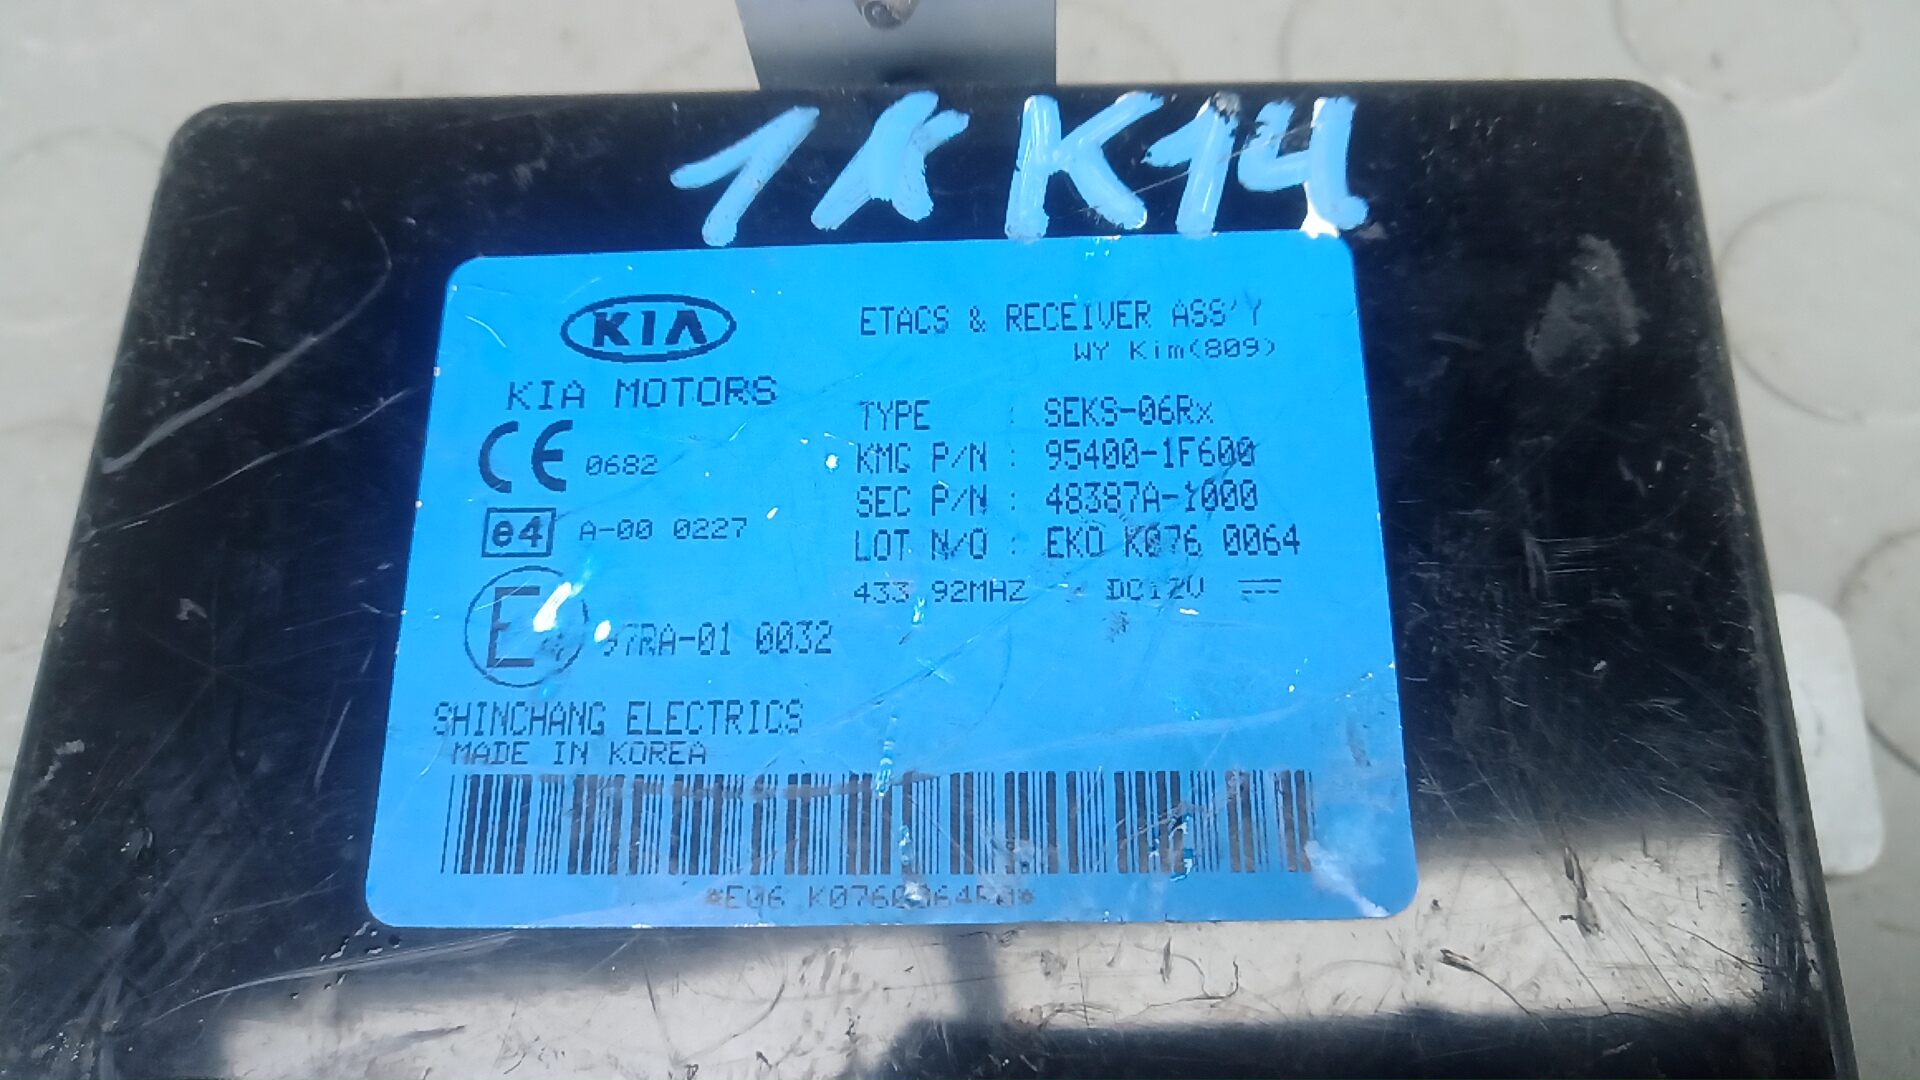 1X K14
KIA
ETACS & RECEIVER ASS'Y
WY Kim(809)
KIA MOTORS
TYPE : SEKS-06Rx
CE 0682
KMC P/N : 95400-1F600
SEC P/N : 48387A-1000
e4 A-00 0227
LOT N/O : EKO K076 0064
433 92MHZ DC12V
E 97RA-01 0032
SHINCHANG ELECTRICS
MADE IN KOREA
*E06